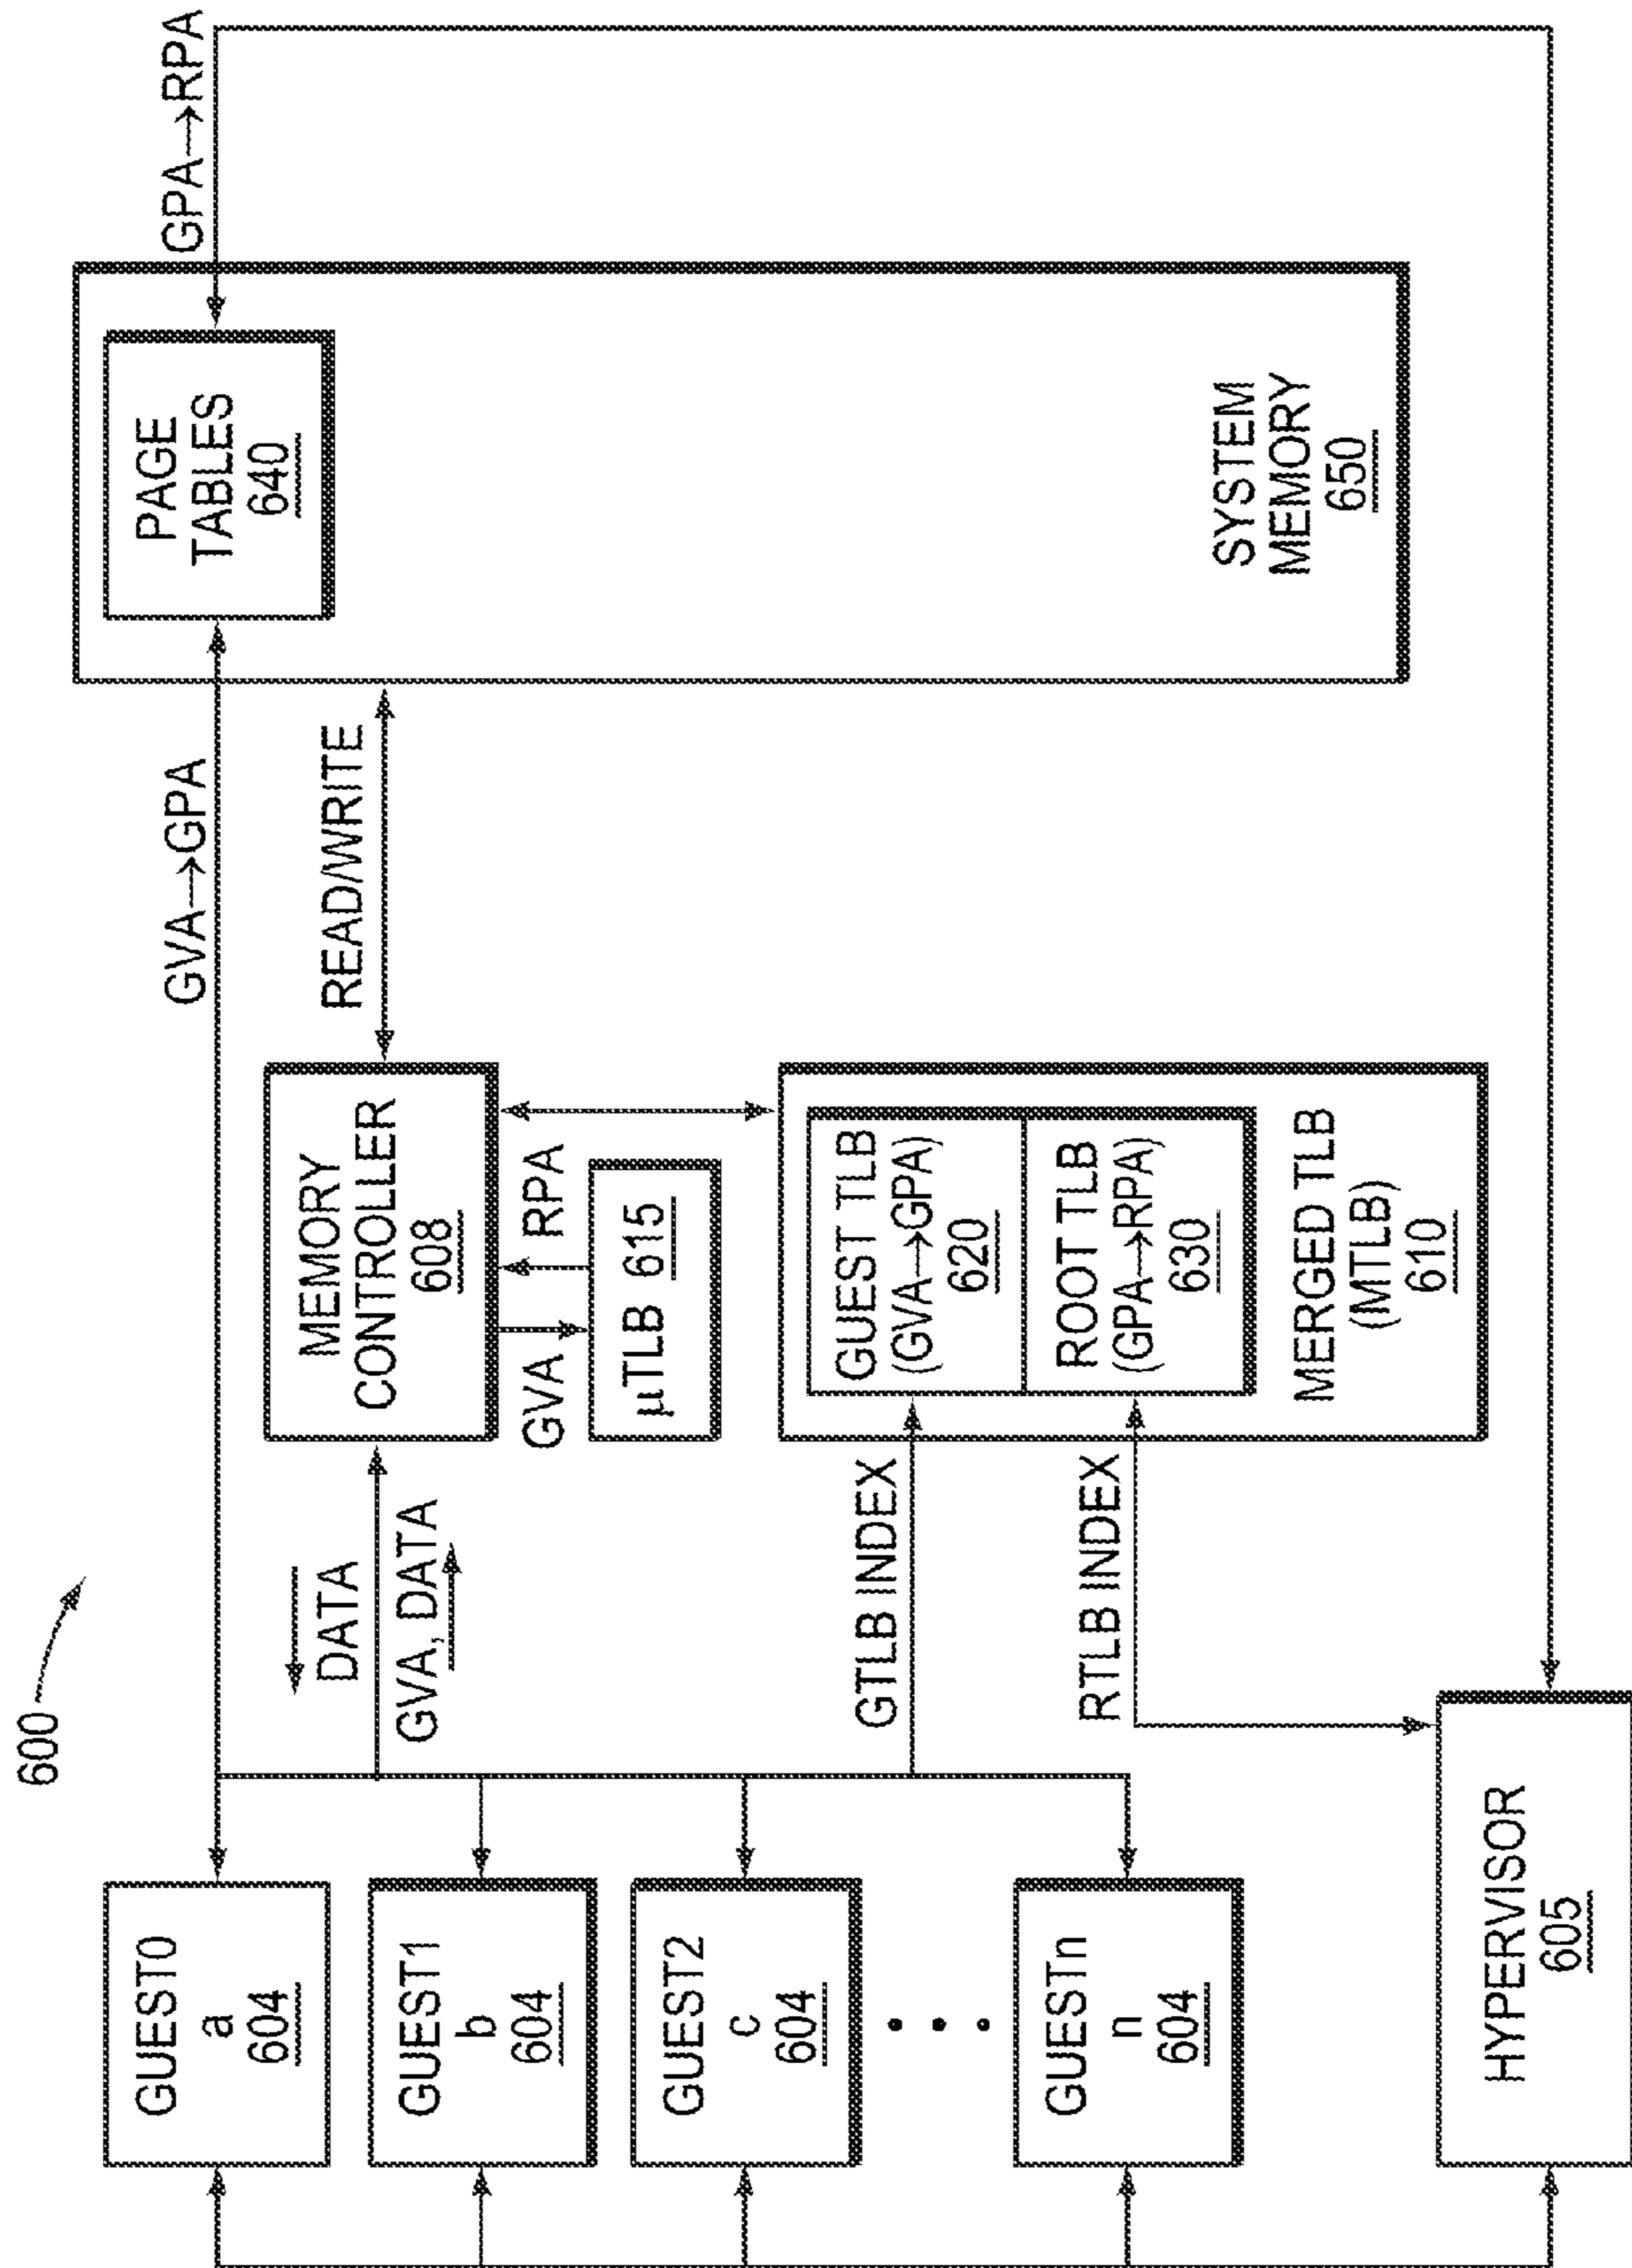 600
GUEST0
a
604
GUEST1
b
604
GUEST2
c
604
• • •
GUESTn
n
604
HYPERVISOR
605
DATA
GVA, DATA
GTLB INDEX
RTLB INDEX
MEMORY
CONTROLLER
608
GVA
RPA
µTLB 615
GUEST TLB
(GVA→GPA)
620
ROOT TLB
(GPA→RPA)
630
MERGED TLB
(MTLB)
610
GVA→GPA
READ/WRITE
PAGE
TABLES
640
SYSTEM
MEMORY
650
GPA→RPA